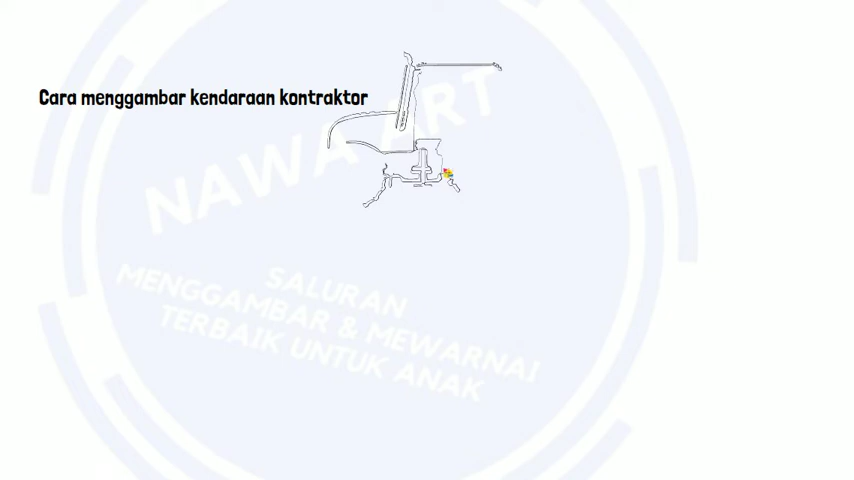 Cara menggambar kendaraan kontraktor
NAWA ART
SALURAN
MENGGAMBAR & MEWARNAI
TERBAIK UNTUK ANAK